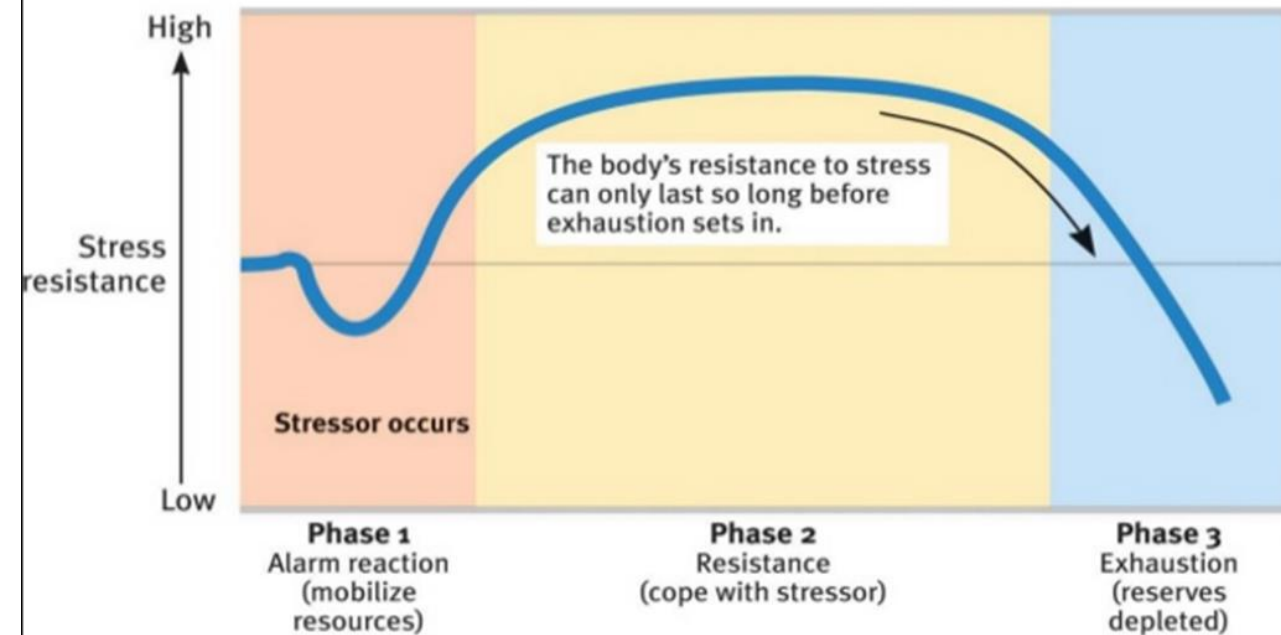 High
Stress
resistance
Low
The body's resistance to stress
can only last so long before
exhaustion sets in.
Stressor occurs
Phase 1
Alarm reaction
(mobilize
resources)
Phase 2
Resistance
(cope with stressor)
Phase 3
Exhaustion
(reserves
depleted)